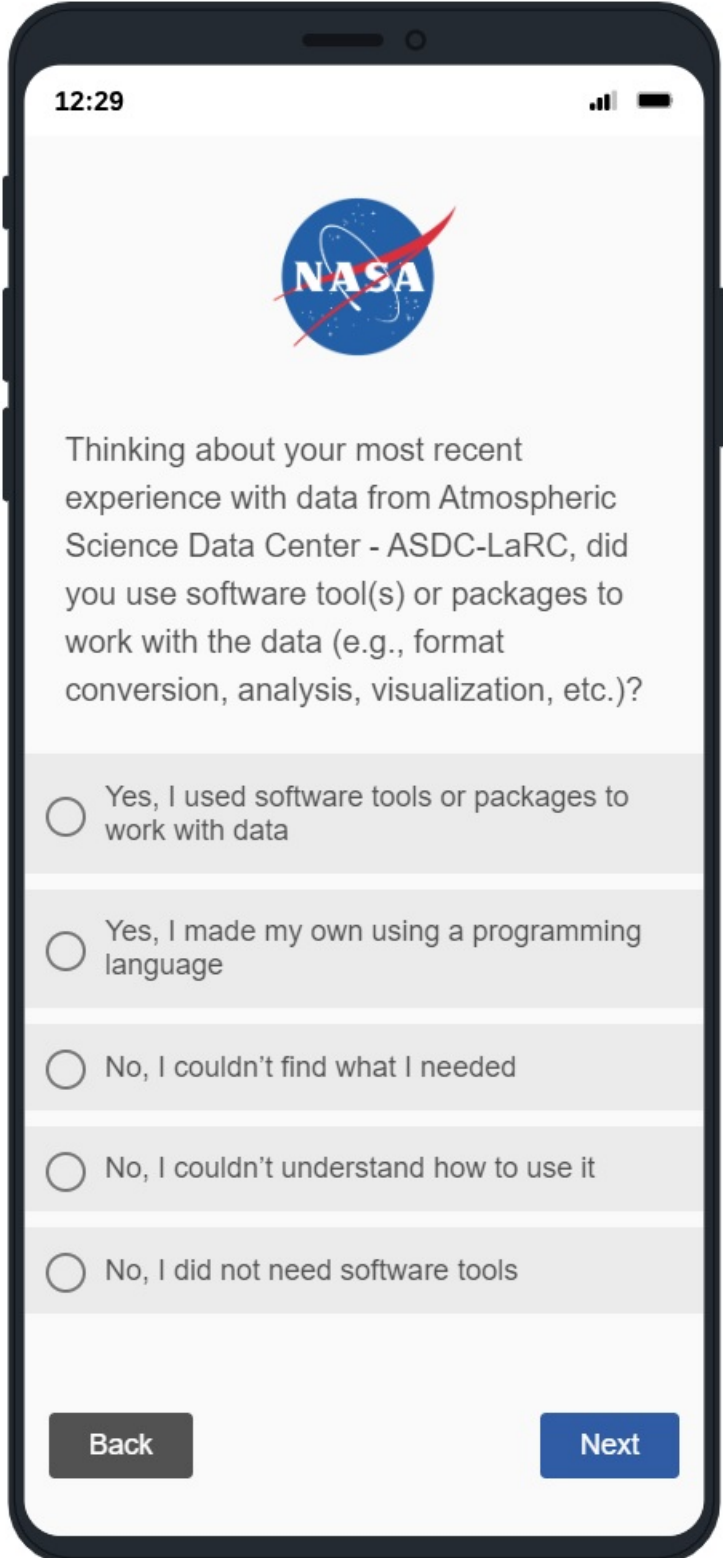 12:29
NASA
Thinking about your most recent
experience with data from Atmospheric
Science Data Center - ASDC-LaRC, did
you use software tool(s) or packages to
work with the data (e.g., format
conversion, analysis, visualization, etc.)?
Yes, I used software tools or packages to
work with data
Yes, I made my own using a programming
language
No, I couldn’t find what I needed
No, I couldn’t understand how to use it
No, I did not need software tools
Back
Next